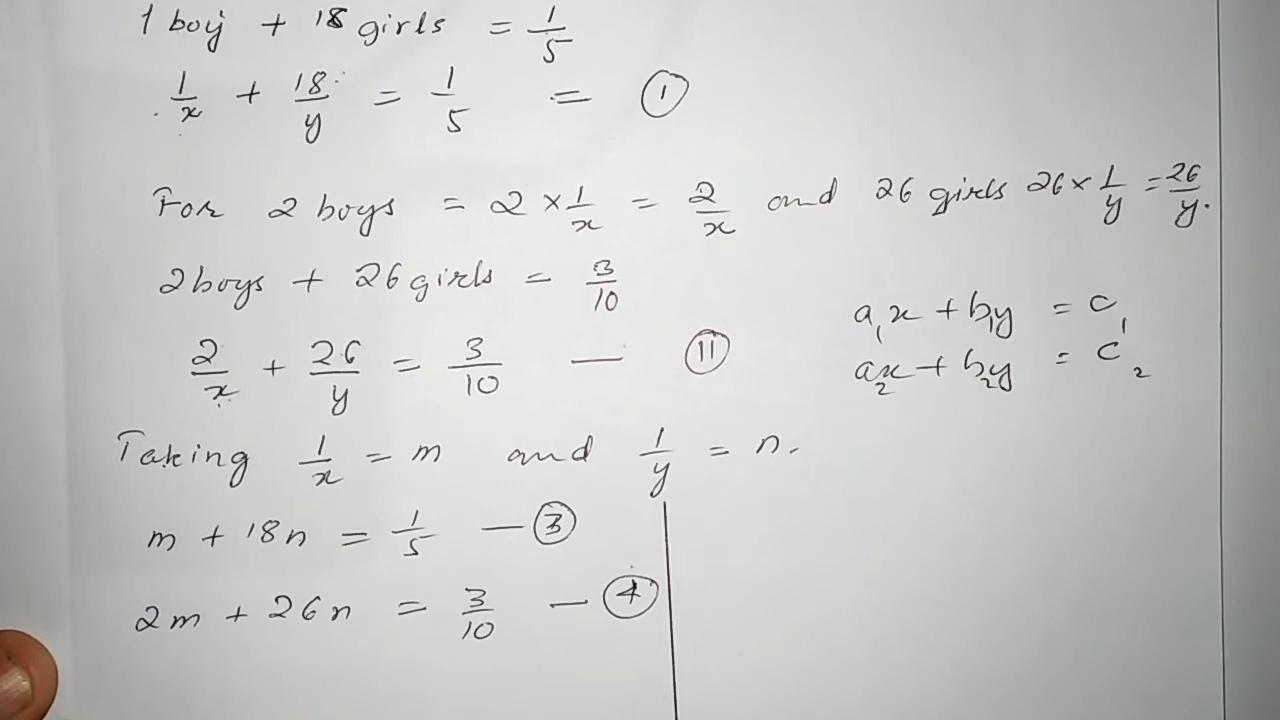 1 boy + 18 girls = 1/5
1/x + 18/y = 1/5 = ①
For 2 boys = 2 × 1/x = 2/x and 26 girls 26 × 1/y = 26/y.
2 boys + 26 girls = 3/10
2/x + 26/y = 3/10 — ⑪
a₁x + b₁y = c₁
a₂x + b₂y = c₂
Taking 1/x = m and 1/y = n.
m + 18n = 1/5 — ③
2m + 26n = 3/10 — ④